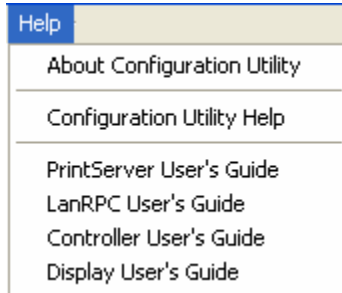 Help
About Configuration Utility
Configuration Utility Help
PrintServer User's Guide
LanRPC User's Guide
Controller User's Guide
Display User's Guide